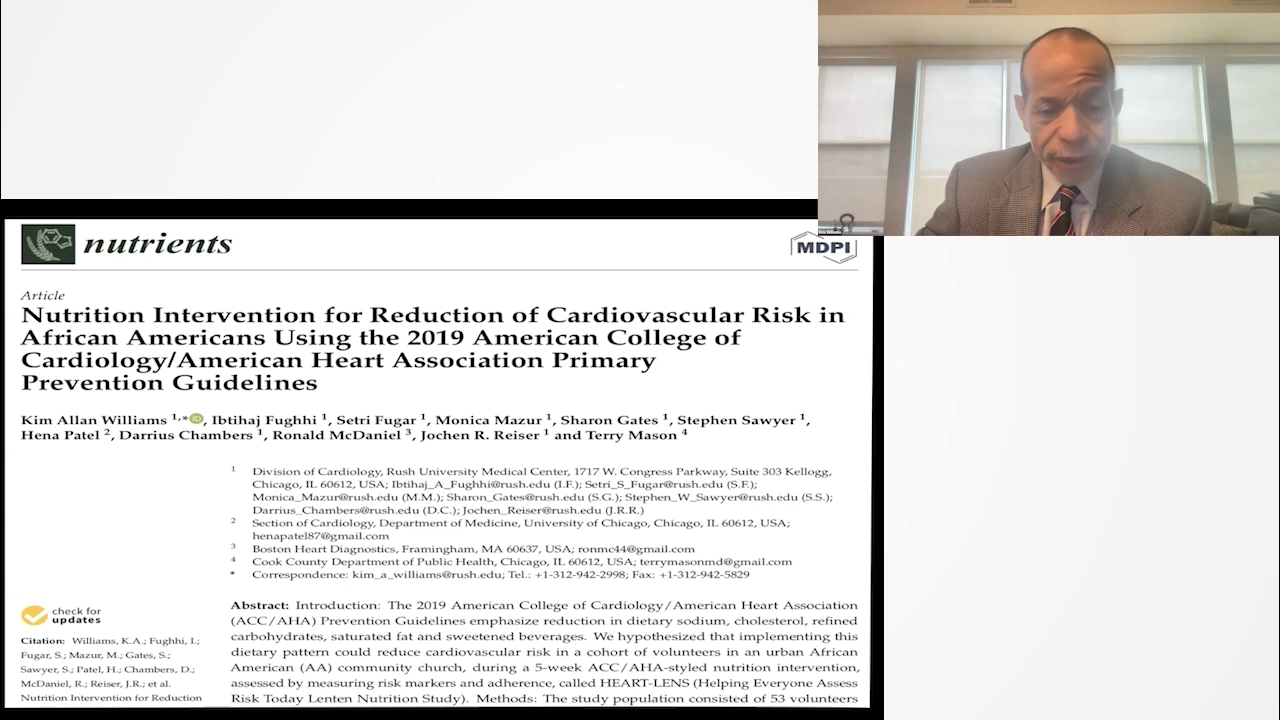 nutrients
MDPI
Article
Nutrition Intervention for Reduction of Cardiovascular Risk in
African Americans Using the 2019 American College of
Cardiology/American Heart Association Primary
Prevention Guidelines
Kim Allan Williams 1,* iD, Ibtihaj Fughhi 1, Setri Fugar 1, Monica Mazur 1, Sharon Gates 1, Stephen Sawyer 1,
Hena Patel 2, Darrius Chambers 1, Ronald McDaniel 3, Jochen R. Reiser 1 and Terry Mason 4
1 Division of Cardiology, Rush University Medical Center, 1717 W. Congress Parkway, Suite 303 Kellogg,
Chicago, IL 60612, USA; Ibtihaj_A_Fughhi@rush.edu (I.F.); Setri_S_Fugar@rush.edu (S.F.);
Monica_Mazur@rush.edu (M.M.); Sharon_Gates@rush.edu (S.G.); Stephen_W_Sawyer@rush.edu (S.S.);
Darrius_Chambers@rush.edu (D.C.); Jochen_Reiser@rush.edu (J.R.R.)
2 Section of Cardiology, Department of Medicine, University of Chicago, Chicago, IL 60612, USA;
henapatel87@gmail.com
3 Boston Heart Diagnostics, Framingham, MA 60637, USA; ronmc44@gmail.com
4 Cook County Department of Public Health, Chicago, IL 60612, USA; terrymasonmd@gmail.com
* Correspondence: kim_a_williams@rush.edu; Tel.: +1-312-942-2998; Fax: +1-312-942-5829
check for
updates
Citation: Williams, K.A.; Fughhi, I.;
Fugar, S.; Mazur, M.; Gates, S.;
Sawyer, S.; Patel, H.; Chambers, D.;
McDaniel, R.; Reiser, J.R.; et al.
Nutrition Intervention for Reduction
Abstract: Introduction: The 2019 American College of Cardiology/American Heart Association
(ACC/AHA) Prevention Guidelines emphasize reduction in dietary sodium, cholesterol, refined
carbohydrates, saturated fat and sweetened beverages. We hypothesized that implementing this
dietary pattern could reduce cardiovascular risk in a cohort of volunteers in an urban African
American (AA) community church, during a 5-week ACC/AHA-styled nutrition intervention,
assessed by measuring risk markers and adherence, called HEART-LENS (Helping Everyone Assess
Risk Today Lenten Nutrition Study). Methods: The study population consisted of 53 volunteers